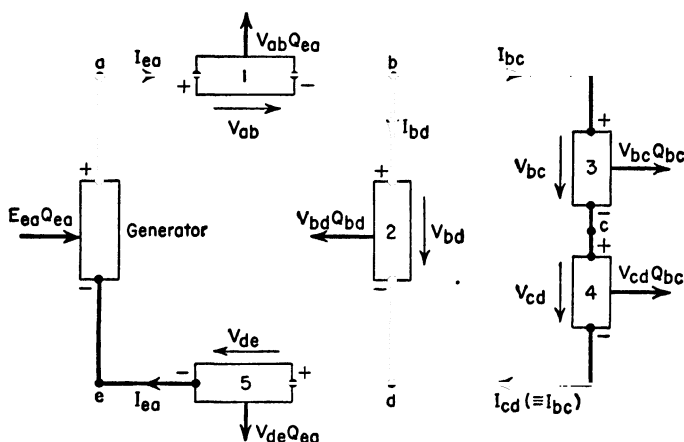 V_ab Q_ea
a
I_ea
b
I_bc
1
+ -
V_ab
I_bd
+
+
+
V_bc
3
V_bc Q_bc
E_ea Q_ea
Generator
V_bd Q_bd
2
V_bd
-
c
+
-
-
V_cd
4
V_cd Q_bc
-
V_de
- 5 +
e
I_ea
d
I_cd (≡ I_bc)
V_de Q_ea